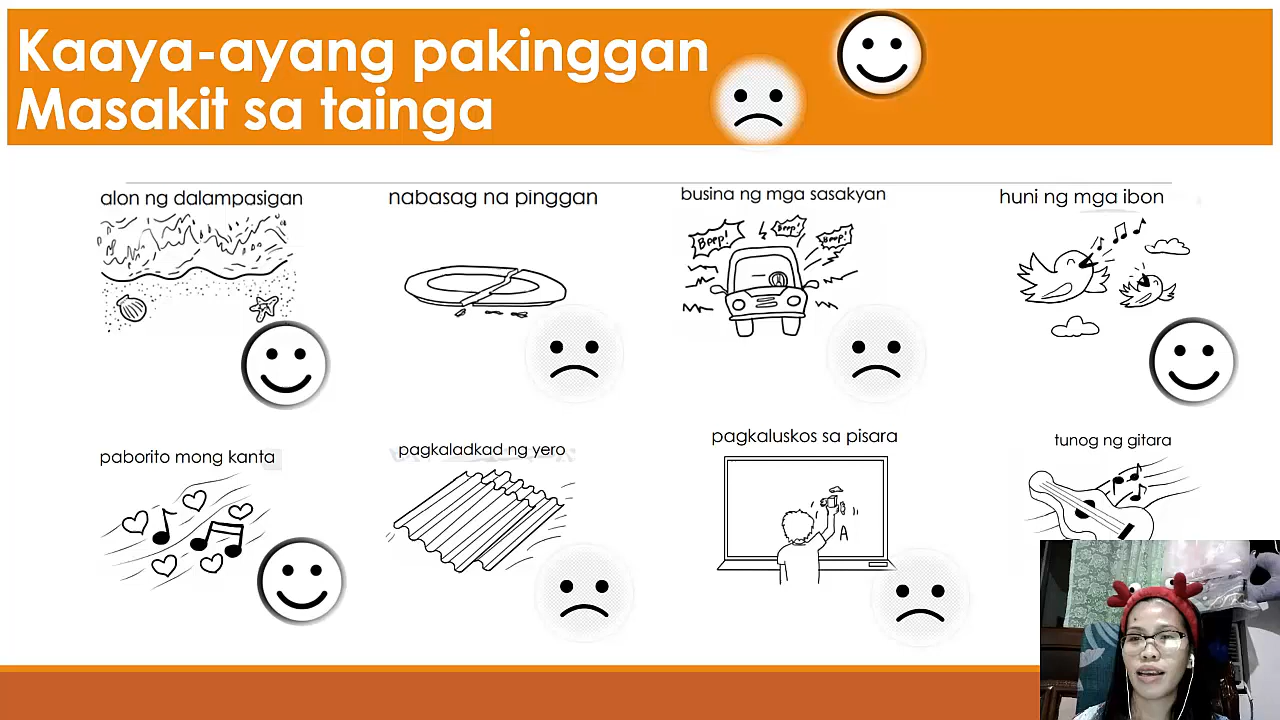 Kaaya-ayang pakinggan
Masakit sa tainga
alon ng dalampasigan
nabasag na pinggan
busina ng mga sasakyan
huni ng mga ibon
Beep!
Beep!
Beep!
paborito mong kanta
pagkaladkad ng yero
pagkaluskos sa pisara
tunog ng gitara
A